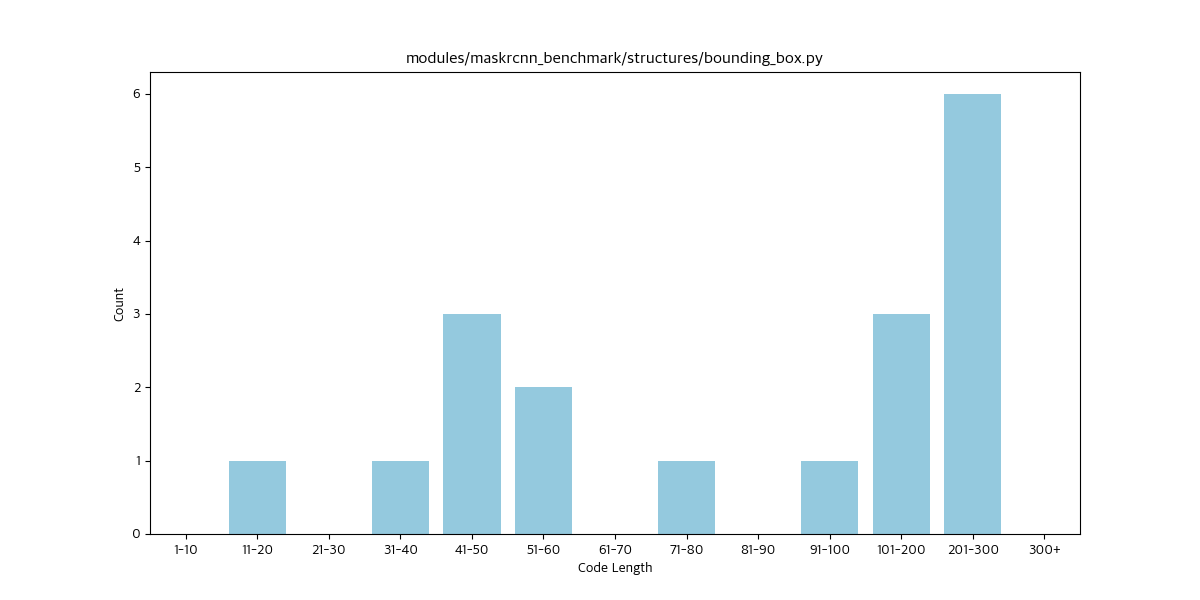 modules/maskrcnn_benchmark/structures/bounding_box.py
6
5
4
3
2
1
0
Count
1-10 11-20 21-30 31-40 41-50 51-60 61-70 71-80 81-90 91-100 101-200 201-300 300+
Code Length